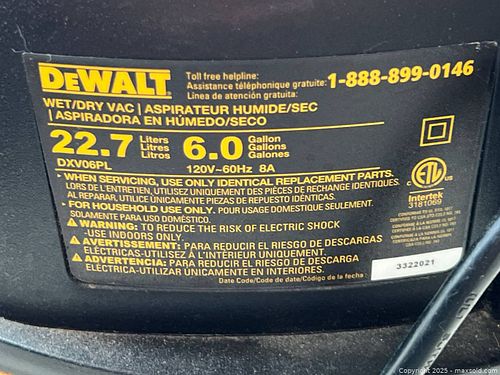 DEWALT
Toll free helpline:
Assistance téléphonique gratuite: 1-888-899-0146
Línea de atención gratuita:
WET/DRY VAC | ASPIRATEUR HUMIDE/SEC
| ASPIRADORA EN HÚMEDO/SECO
22.7 Liters Litres Litros 6.0 Gallon Gallon Galones
DXV06PL 120V~60Hz 8A
WHEN SERVICING, USE ONLY IDENTICAL REPLACEMENT PARTS.
LORS DE L'ENTRETIEN, UTILISEZ UNIQUEMENT DES PIÈCES DE RECHANGE IDENTIQUES.
AL REPARAR, UTILICE ÚNICAMENTE PIEZAS DE REPUESTO IDÉNTICAS.
FOR HOUSEHOLD USE ONLY. POUR USAGE DOMESTIQUE SEULEMENT.
SOLAMENTE PARA USO DOMÉSTICO.
WARNING: TO REDUCE THE RISK OF ELECTRIC SHOCK
-USE INDOORS ONLY.
AVERTISSEMENT: PARA REDUCIR EL RIESGO DE DESCARGAS
ÉLECTRIQUES-UTILISEZ À L'INTÉRIEUR UNIQUEMENT.
ADVERTENCIA: PARA REDUCIR EL RIESGO DE DESCARGAS
ELÉCTRICAS-UTILIZAR ÚNICAMENTE EN INTERIORES.
Date Code/Code de date/Código de la fecha:
3322021
ETL
C US
LISTED
Intertek
3181069
Copyright © 2025 - maxsold.com